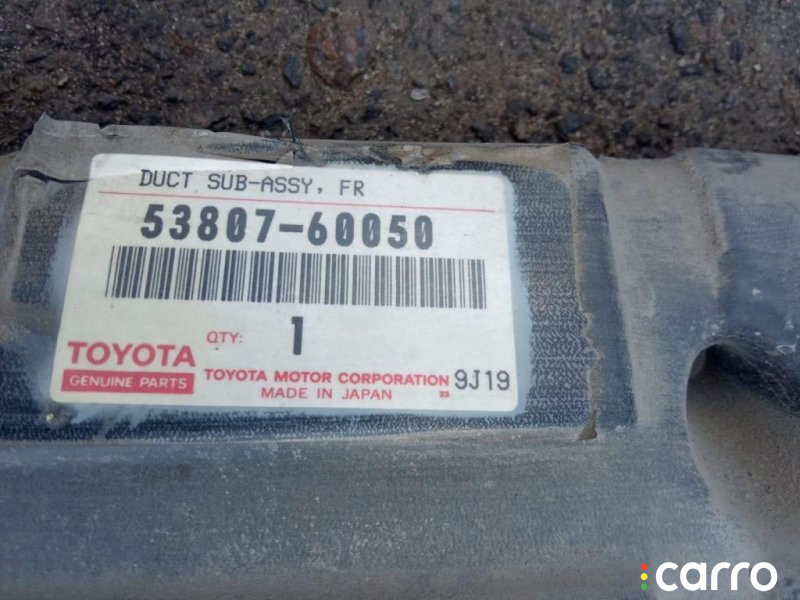 DUCT SUB-ASSY, FR
53807-60050
QTY: 1
TOYOTA
GENUINE PARTS
TOYOTA MOTOR CORPORATION 33 9J19
MADE IN JAPAN
carro